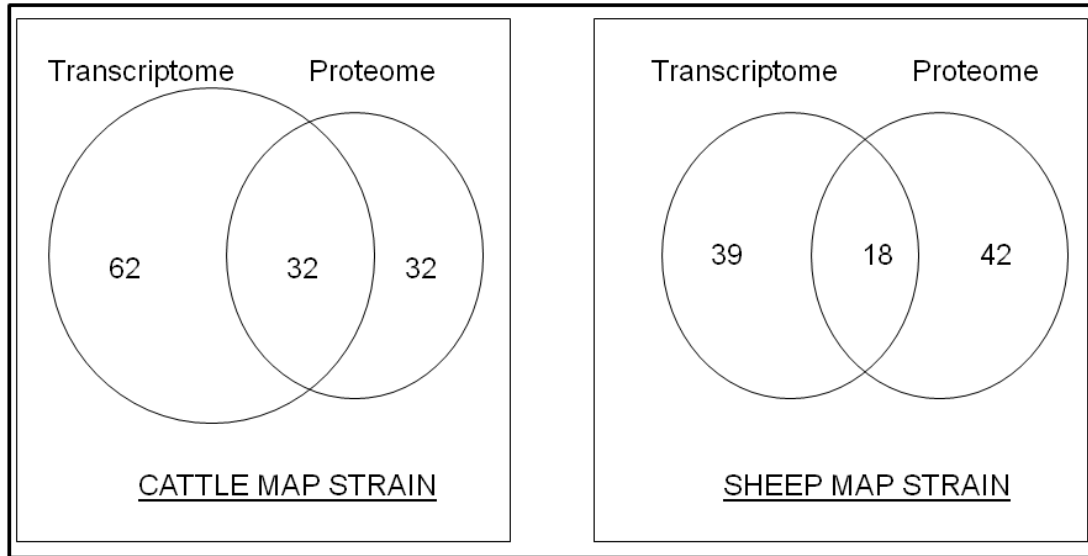 Transcriptome Proteome
62 32 32
CATTLE MAP STRAIN
Transcriptome Proteome
39 18 42
SHEEP MAP STRAIN